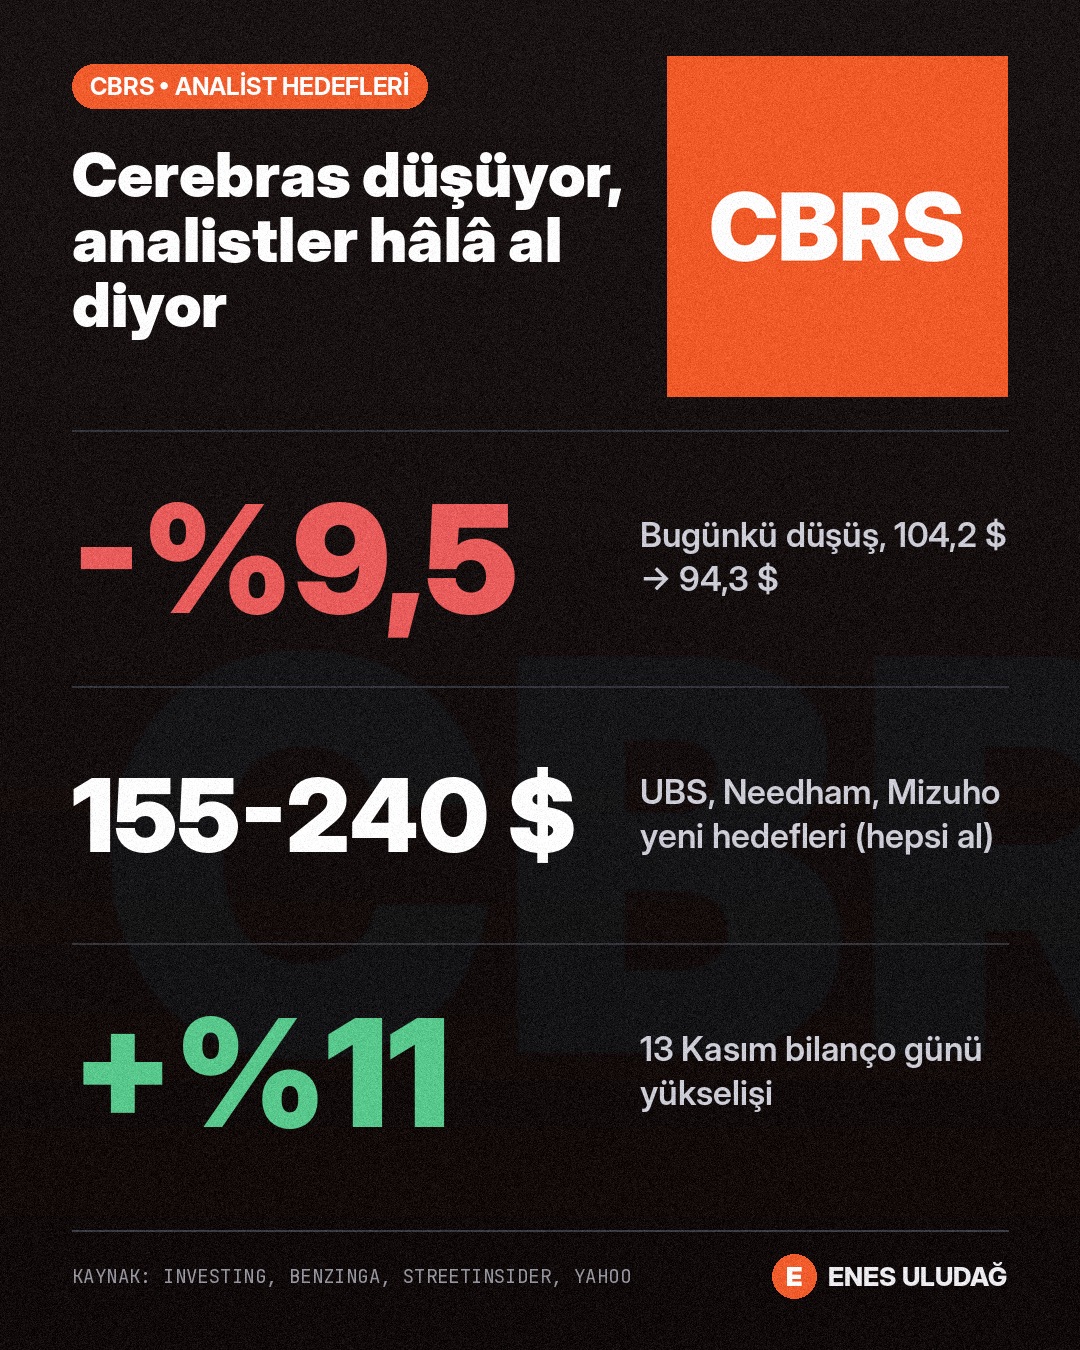 CBRS • ANALİST HEDEFLERİ
Cerebras düşüyor,
analistler hâlâ al
diyor
CBRS
-%9,5
Bugünkü düşüş, 104,2 $
→ 94,3 $
155-240 $
UBS, Needham, Mizuho
yeni hedefleri (hepsi al)
+%11
13 Kasım bilanço günü
yükselişi
KAYNAK: INVESTING, BENZINGA, STREETINSIDER, YAHOO
E ENES ULUDAĞ
CBR